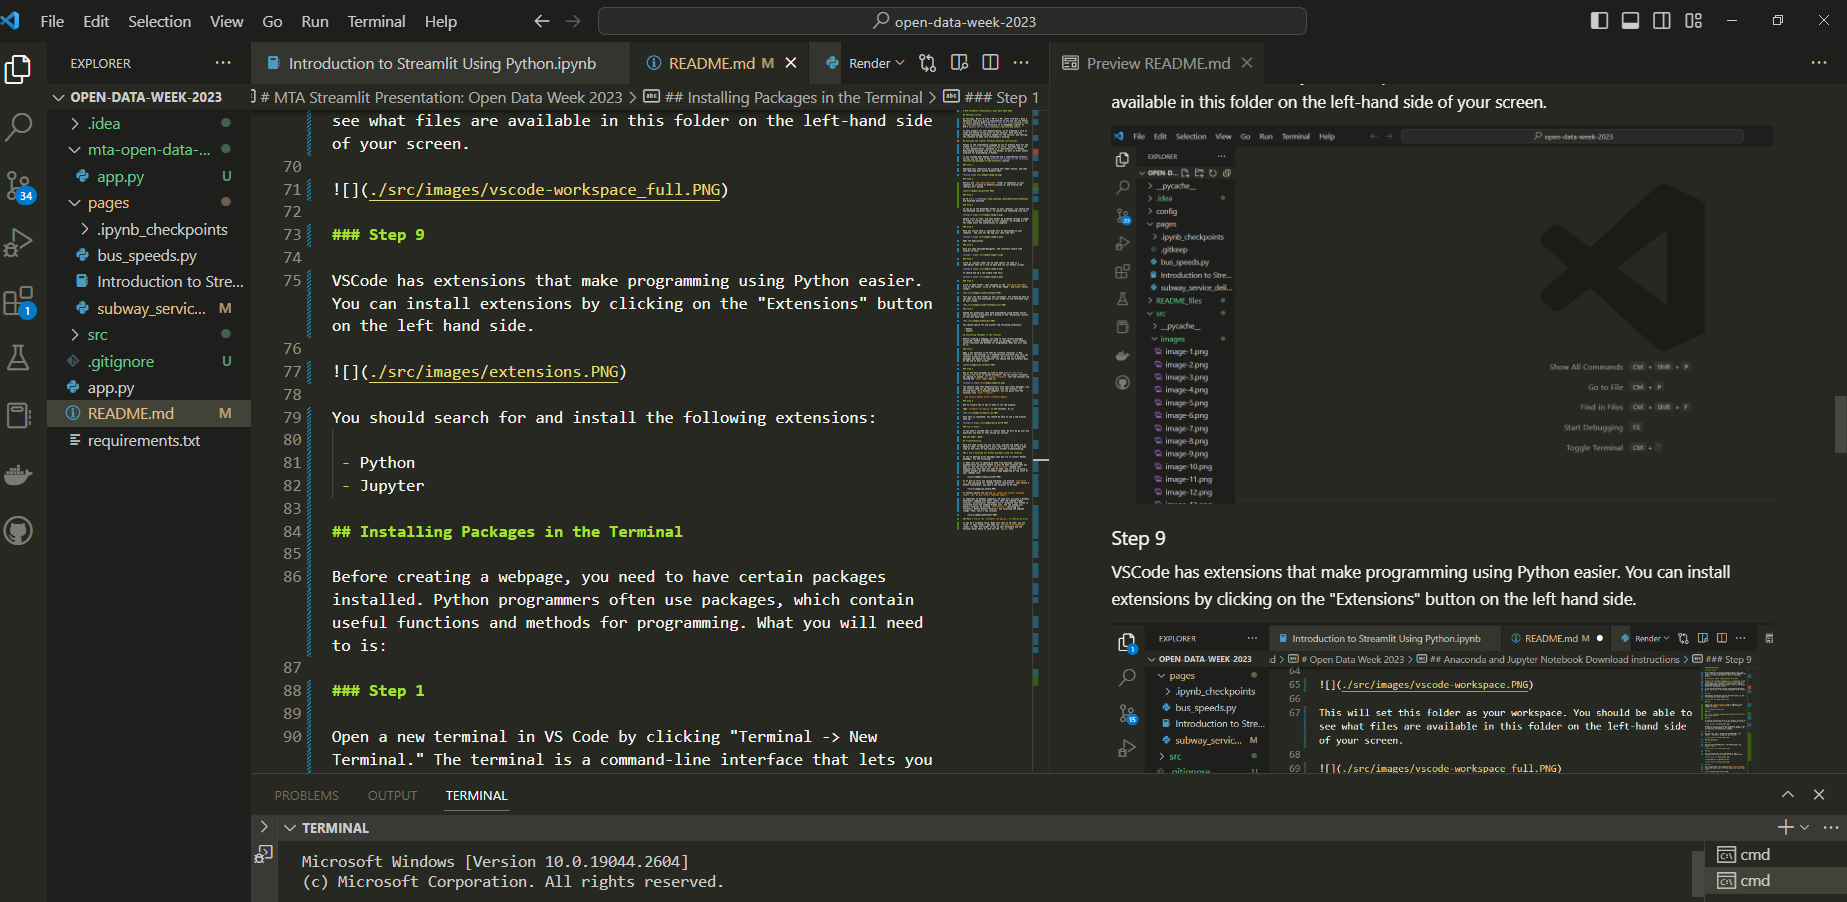 File Edit Selection View Go Run Terminal Help
open-data-week-2023
EXPLORER
OPEN-DATA-WEEK-2023
.idea
mta-open-data-...
app.py U
pages
.ipynb_checkpoints
bus_speeds.py
Introduction to Stre...
subway_servic... M
src
.gitignore U
app.py
README.md M
requirements.txt
34
1
Introduction to Streamlit Using Python.ipynb
README.md M
Render
# MTA Streamlit Presentation: Open Data Week 2023 > ## Installing Packages in the Terminal > ### Step 1
see what files are available in this folder on the left-hand side
of your screen.
70
71 ![](./src/images/vscode-workspace_full.PNG)
72
73 ### Step 9
74
75 VSCode has extensions that make programming using Python easier.
You can install extensions by clicking on the "Extensions" button
on the left hand side.
76
77 ![](./src/images/extensions.PNG)
78
79 You should search for and install the following extensions:
80
81 - Python
82 - Jupyter
83
84 ## Installing Packages in the Terminal
85
86 Before creating a webpage, you need to have certain packages
installed. Python programmers often use packages, which contain
useful functions and methods for programming. What you will need
to is:
87
88 ### Step 1
89
90 Open a new terminal in VS Code by clicking "Terminal -> New
Terminal." The terminal is a command-line interface that lets you
Preview README.md
available in this folder on the left-hand side of your screen.
File Edit Selection View Go Run Terminal Help
open-data-week-2023
EXPLORER
OPEN-D...
__pycache__
.idea
config
pages
.ipynb_checkpoints
.gitkeep
bus_speeds.py
Introduction to Stre...
subway_service_deli...
README_files
src
__pycache__
images
image-1.png
image-2.png
image-3.png
image-4.png
image-5.png
image-6.png
image-7.png
image-8.png
image-9.png
image-10.png
image-11.png
image-12.png
Show All Commands Ctrl + Shift + P
Go to File Ctrl + P
Find in Files Ctrl + Shift + F
Start Debugging F5
Toggle Terminal Ctrl + `
Step 9
VSCode has extensions that make programming using Python easier. You can install
extensions by clicking on the "Extensions" button on the left hand side.
EXPLORER
OPEN-DATA-WEEK-2023
pages
.ipynb_checkpoints
bus_speeds.py
Introduction to Stre...
subway_servic... M
src
.gitignore U
1
15
Introduction to Streamlit Using Python.ipynb
README.md M
Render
# Open Data Week 2023 > ## Anaconda and Jupyter Notebook Download instructions > ### Step 9
64
65 ![](./src/images/vscode-workspace.PNG)
66
67 This will set this folder as your workspace. You should be able to
see what files are available in this folder on the left-hand side
of your screen.
68
69 ![](./src/images/vscode-workspace_full.PNG)
PROBLEMS OUTPUT TERMINAL
TERMINAL
Microsoft Windows [Version 10.0.19044.2604]
(c) Microsoft Corporation. All rights reserved.
cmd
cmd